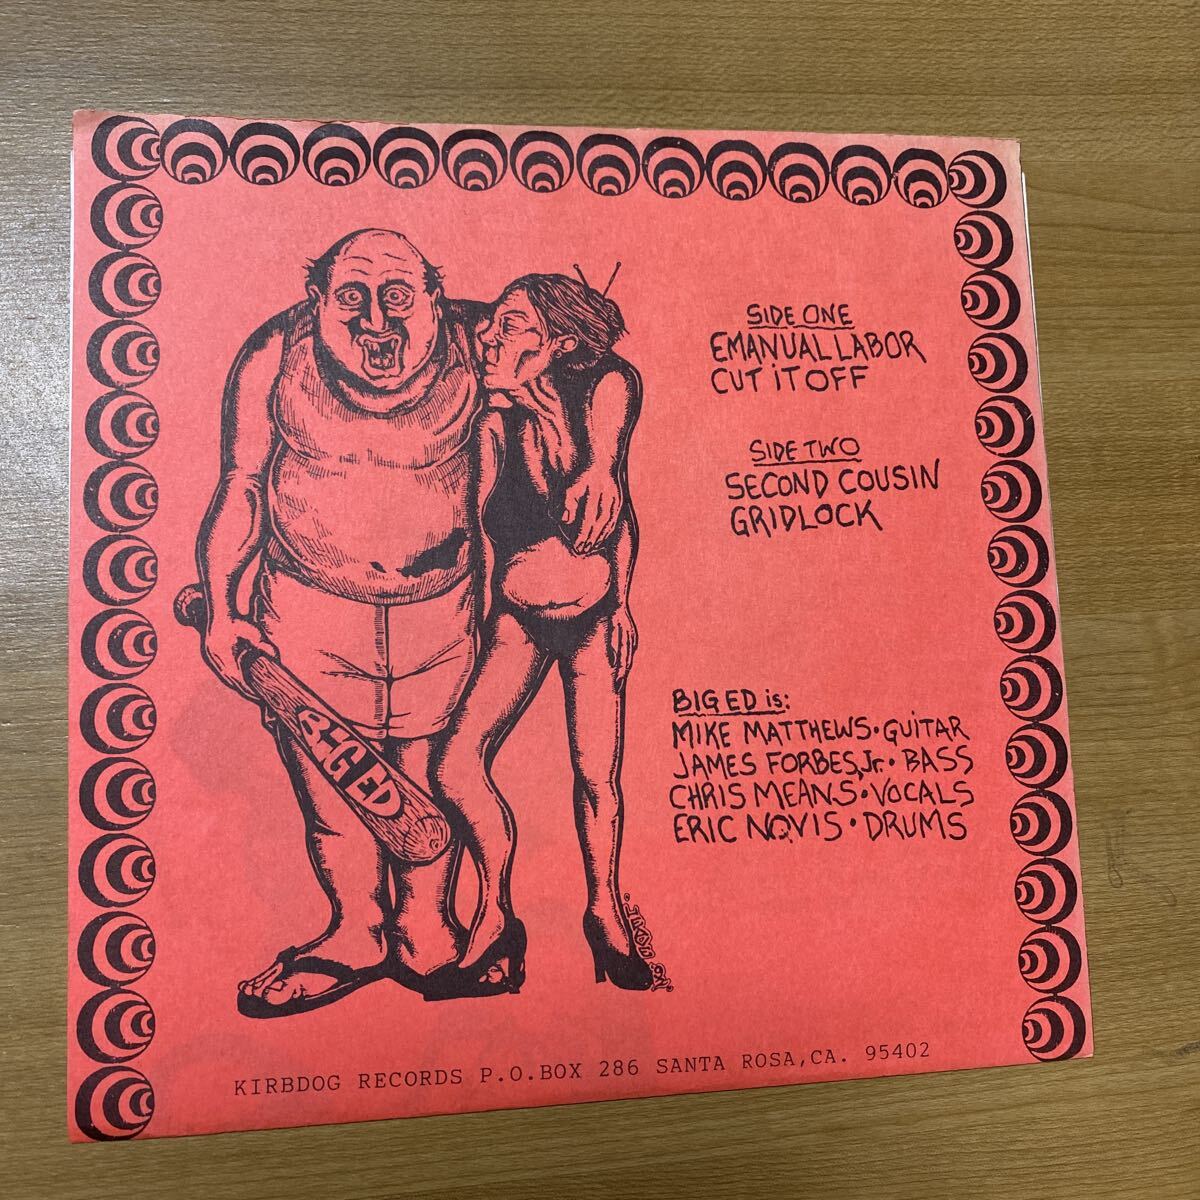 SIDE ONE
EMANUAL LABOR
CUT iT OFF
SIDE TWO
SECOND COUSIN
GRIDLOCK
BIG ED is:
MIKE MATTHEWS • GUiTAR
JAMES FORBES, Jr. • BASS
CHRIS MEANS • VOCALS
ERIC NOVIS • DRUMS
BIG ED
KIRBDOG RECORDS P.O.BOX 286 SANTA ROSA,CA. 95402